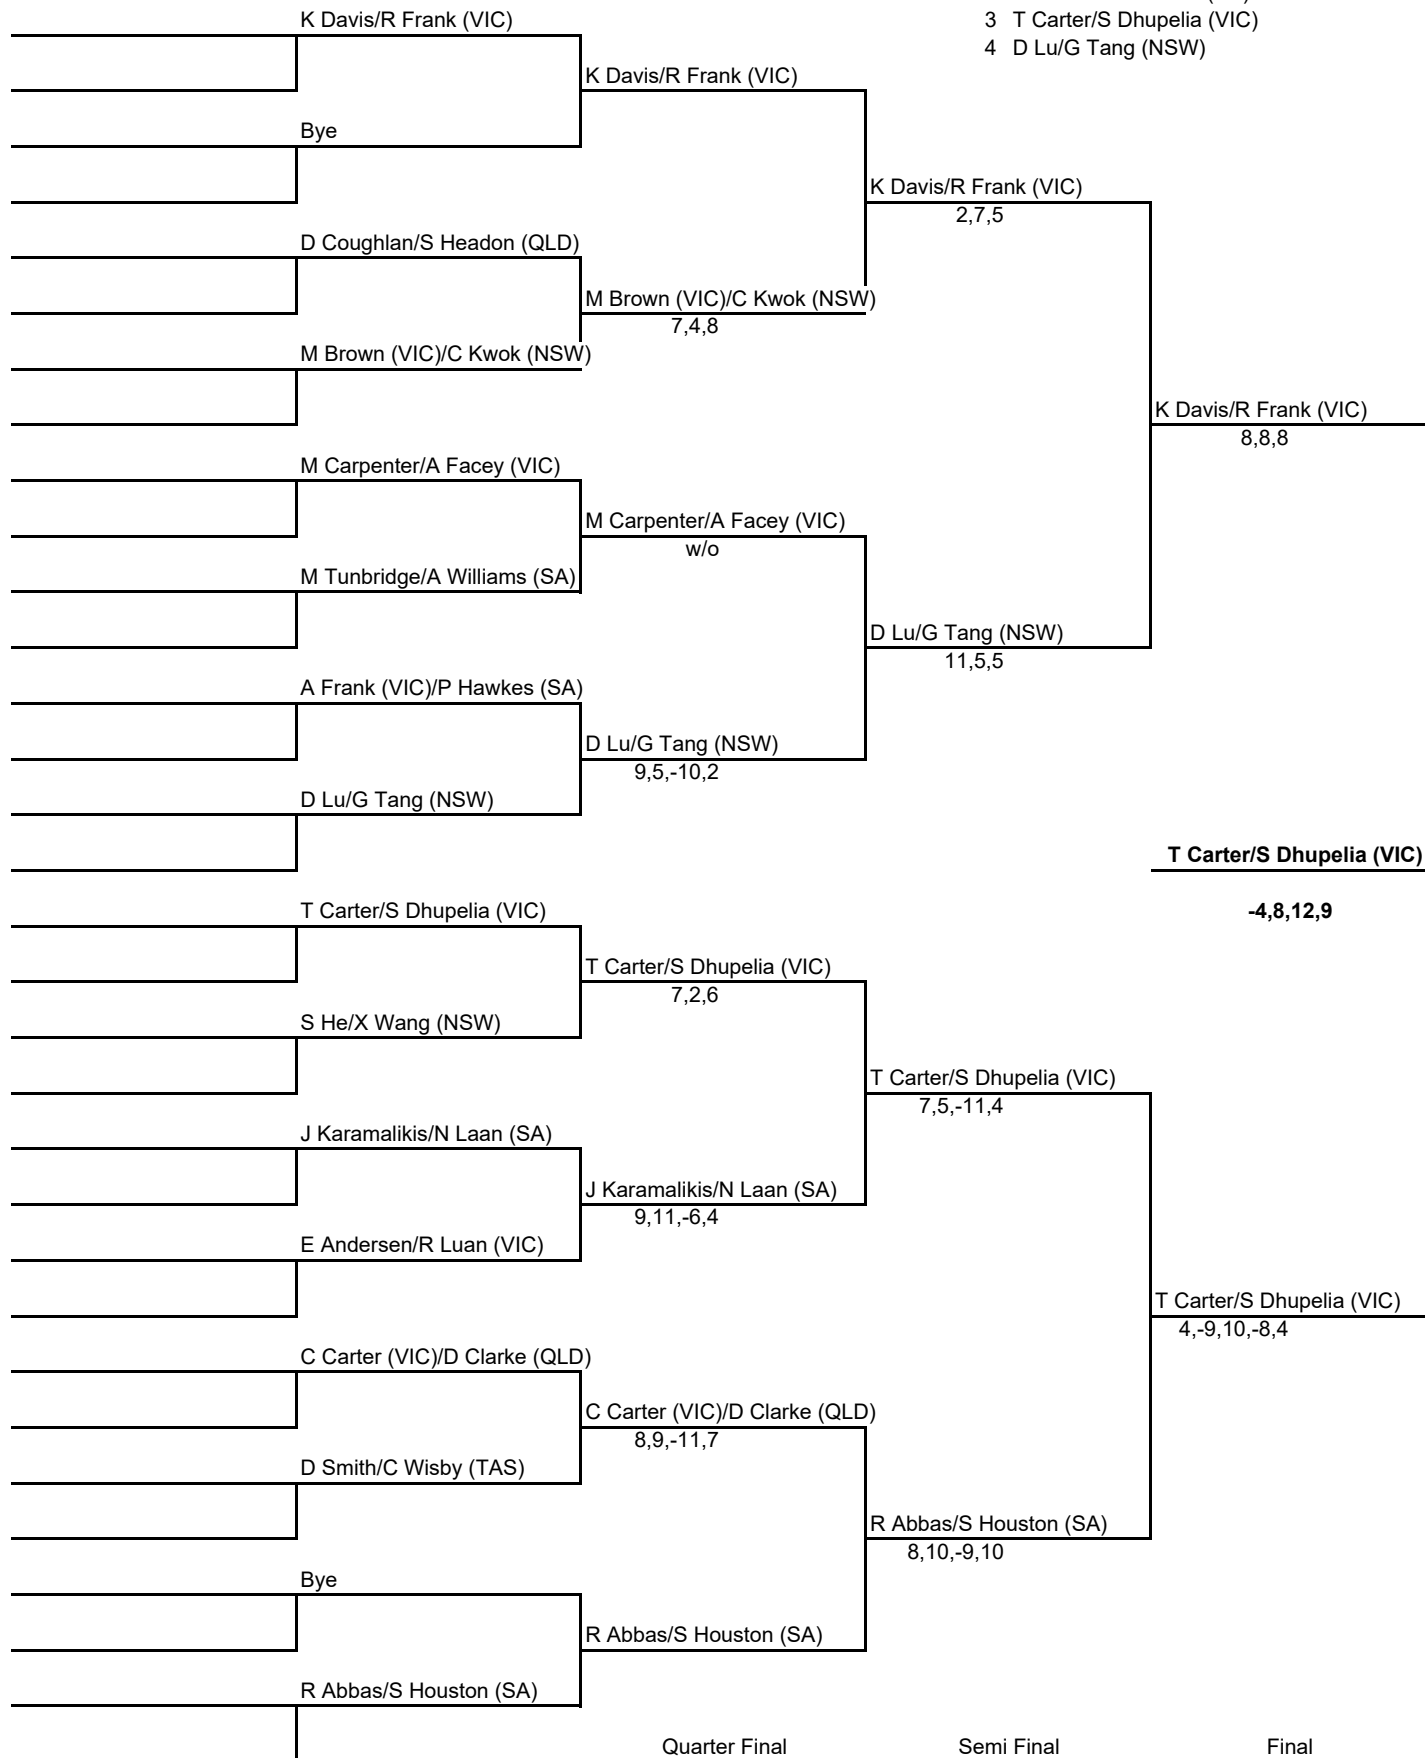 3 T Carter/S Dhupelia (VIC)
4 D Lu/G Tang (NSW)
K Davis/R Frank (VIC)
K Davis/R Frank (VIC)
Bye
K Davis/R Frank (VIC)
2,7,5
D Coughlan/S Headon (QLD)
M Brown (VIC)/C Kwok (NSW)
7,4,8
M Brown (VIC)/C Kwok (NSW)
K Davis/R Frank (VIC)
8,8,8
M Carpenter/A Facey (VIC)
M Carpenter/A Facey (VIC)
w/o
M Tunbridge/A Williams (SA)
D Lu/G Tang (NSW)
11,5,5
A Frank (VIC)/P Hawkes (SA)
D Lu/G Tang (NSW)
9,5,-10,2
D Lu/G Tang (NSW)
T Carter/S Dhupelia (VIC)
-4,8,12,9
T Carter/S Dhupelia (VIC)
T Carter/S Dhupelia (VIC)
7,2,6
S He/X Wang (NSW)
T Carter/S Dhupelia (VIC)
7,5,-11,4
J Karamalikis/N Laan (SA)
J Karamalikis/N Laan (SA)
9,11,-6,4
E Andersen/R Luan (VIC)
T Carter/S Dhupelia (VIC)
4,-9,10,-8,4
C Carter (VIC)/D Clarke (QLD)
C Carter (VIC)/D Clarke (QLD)
8,9,-11,7
D Smith/C Wisby (TAS)
R Abbas/S Houston (SA)
8,10,-9,10
Bye
R Abbas/S Houston (SA)
R Abbas/S Houston (SA)
Quarter Final Semi Final Final